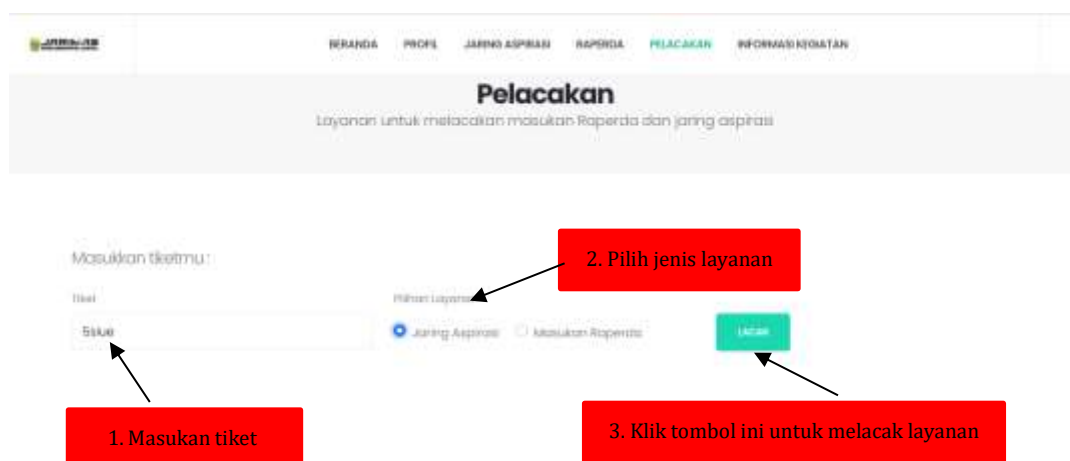 BERANDA PROFIL JARING ASPIRASI RAPERDA PELACAKAN INFORMASI KEGIATAN
Pelacakan
Layanan untuk melacakan masukan Raperda dan jaring aspirasi
Masukkan tiketmu :
2. Pilih jenis layanan
Tiket
Pilihan Layanan
Jaring Aspirasi
Masukan Raperda
LACAK
1. Masukan tiket
3. Klik tombol ini untuk melacak layanan